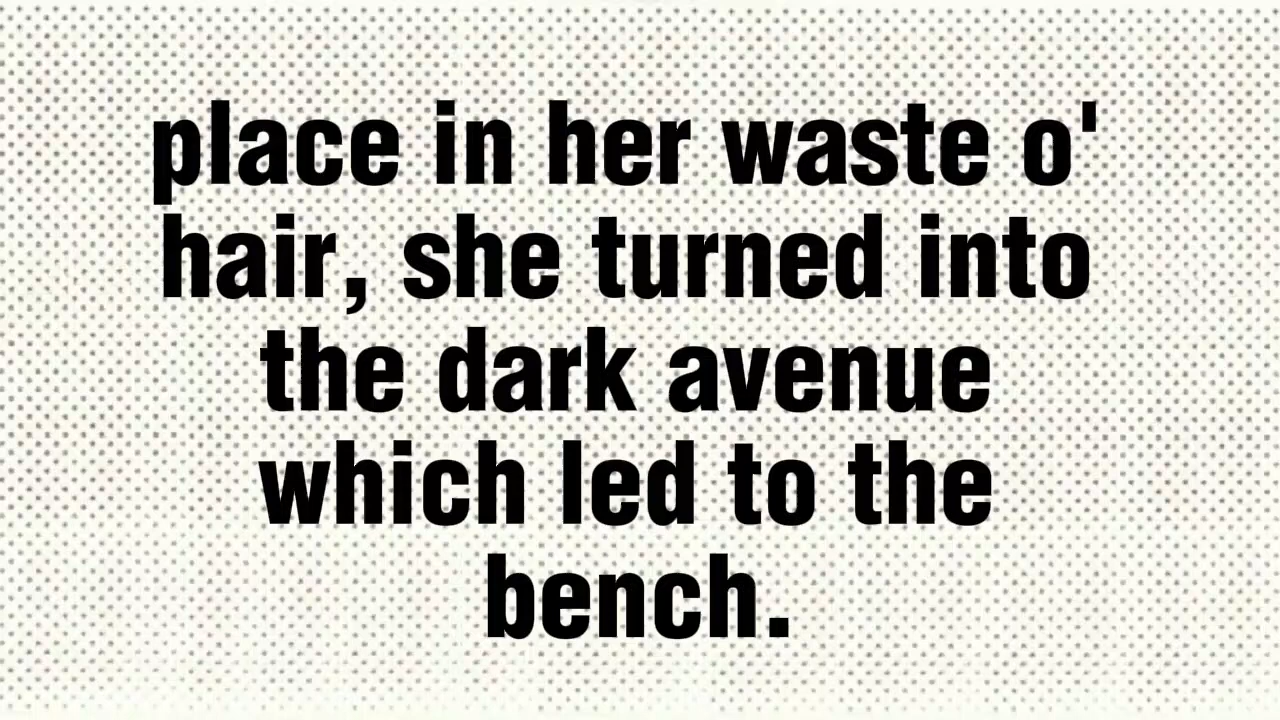 place in her waste o'
hair, she turned into
the dark avenue
which led to the
bench.